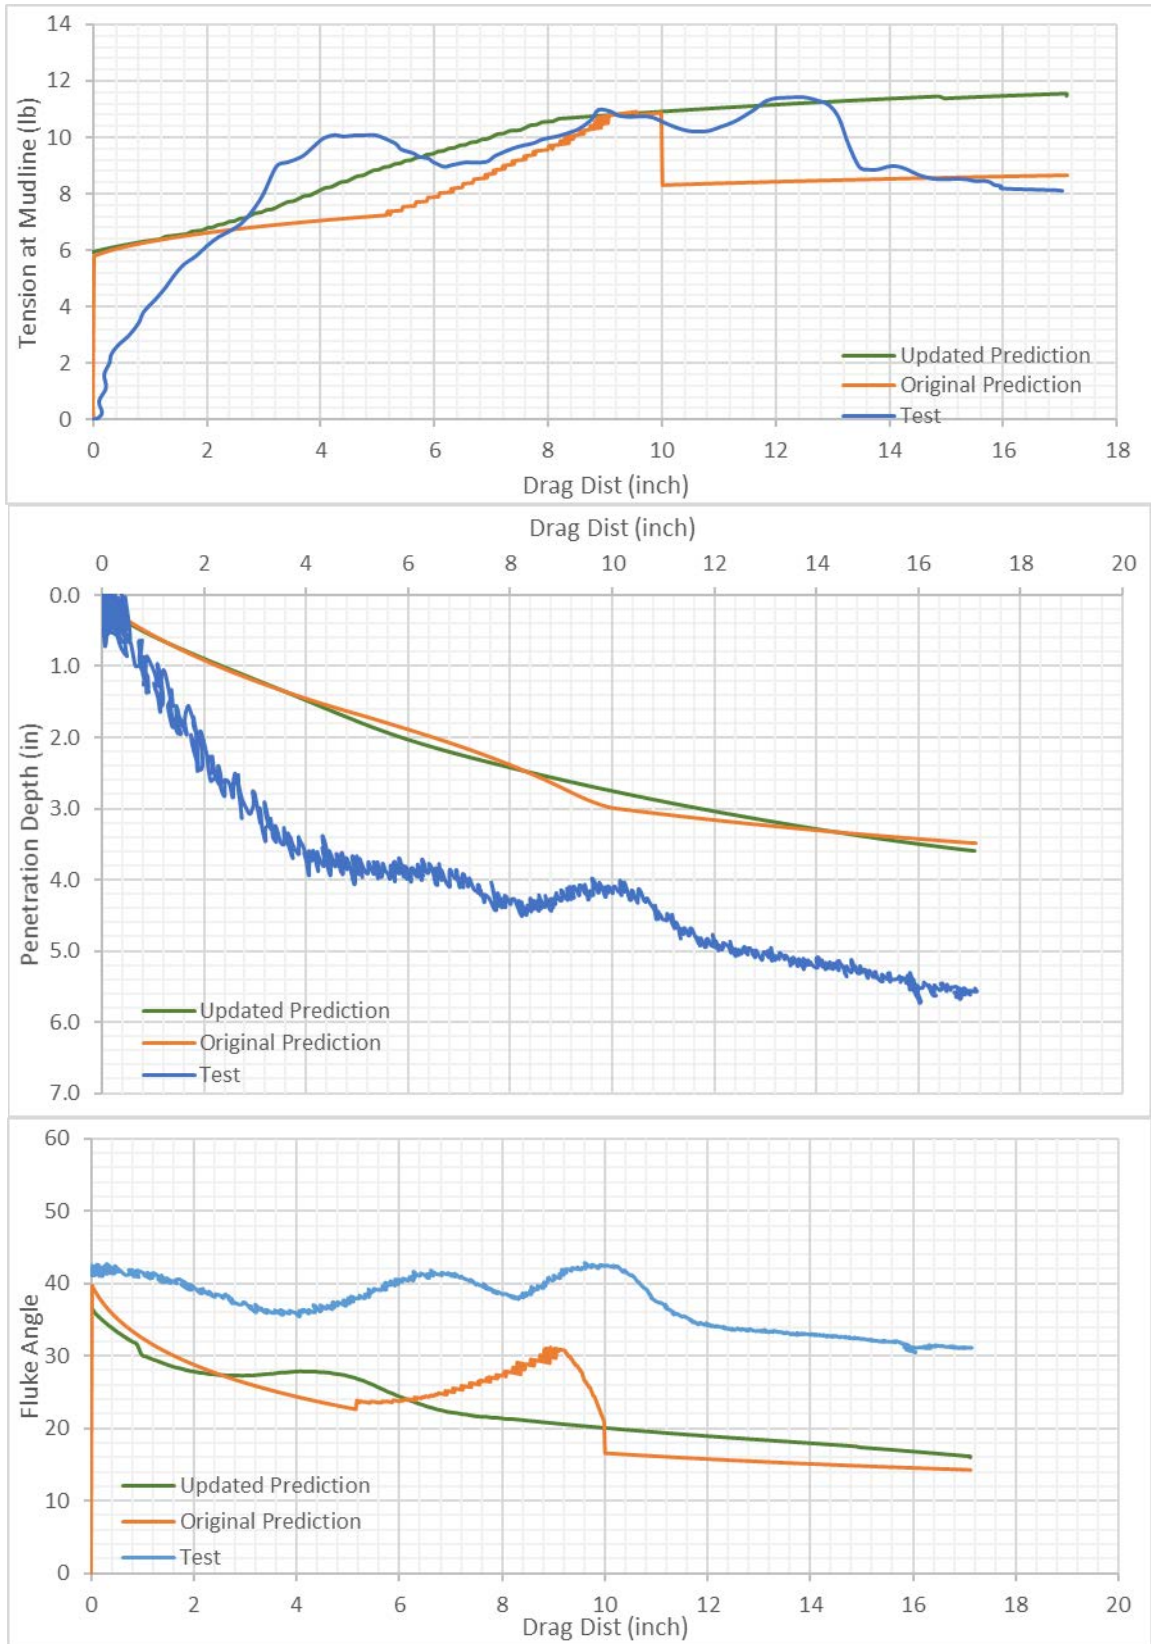 14
12
10
8
6
4
2
0
Tension at Mudline (lb)
Updated Prediction
Original Prediction
Test
0 2 4 6 8 10 12 14 16 18
Drag Dist (inch)
Drag Dist (inch)
0 2 4 6 8 10 12 14 16 18 20
0.0
1.0
2.0
3.0
4.0
5.0
6.0
7.0
Penetration Depth (in)
Updated Prediction
Original Prediction
Test
60
50
40
30
20
10
0
Fluke Angle
Updated Prediction
Original Prediction
Test
0 2 4 6 8 10 12 14 16 18 20
Drag Dist (inch)